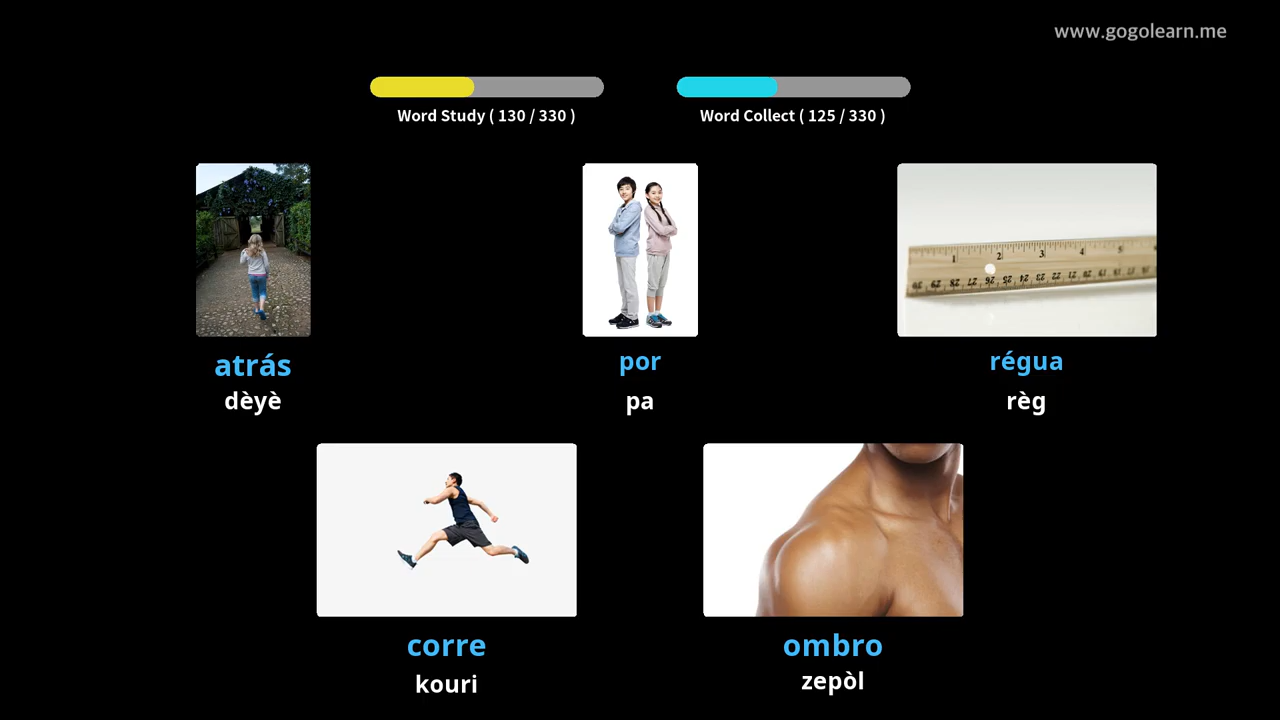 www.gogolearn.me
Word Study ( 130 / 330 )
Word Collect ( 125 / 330 )
atrás
dèyè
por
pa
régua
règ
corre
kouri
ombro
zepòl